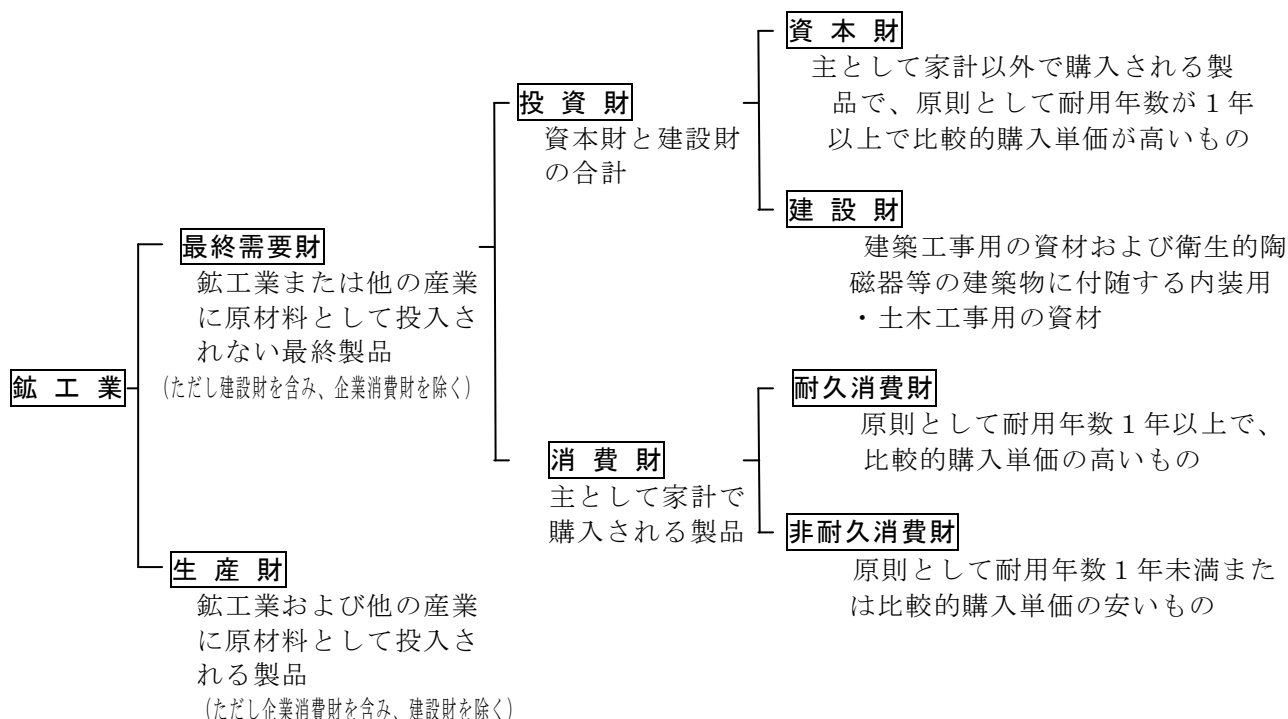 鉱 工 業
最終需要財
鉱工業または他の産業
に原材料として投入さ
れない最終製品
(ただし建設財を含み、企業消費財を除く)
投 資 財
資本財と建設財
の合計
資 本 財
主として家計以外で購入される製
品で、原則として耐用年数が１年
以上で比較的購入単価が高いもの
建 設 財
建築工事用の資材および衛生的陶
磁器等の建築物に付随する内装用
・土木工事用の資材
消 費 財
主として家計で
購入される製品
耐久消費財
原則として耐用年数１年以上で、
比較的購入単価の高いもの
非耐久消費財
原則として耐用年数１年未満また
は比較的購入単価の安いもの
生 産 財
鉱工業および他の産業
に原材料として投入さ
れる製品
(ただし企業消費財を含み、建設財を除く)